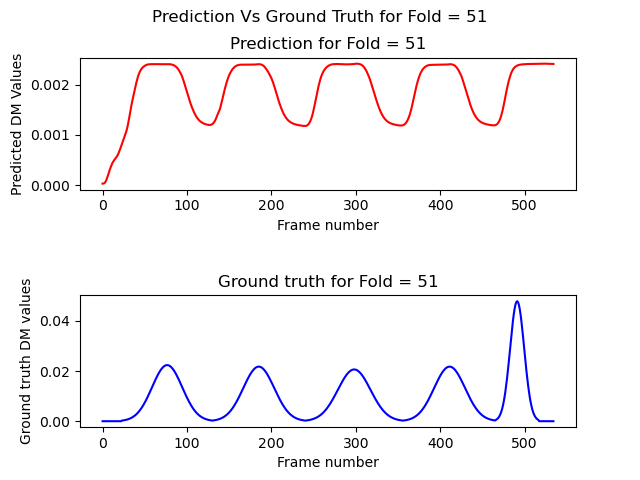 Prediction Vs Ground Truth for Fold = 51
Prediction for Fold = 51
Predicted DM Values
0.002
0.001
0.000
0 100 200 300 400 500
Frame number
Ground truth for Fold = 51
Ground truth DM values
0.04
0.02
0.00
0 100 200 300 400 500
Frame number